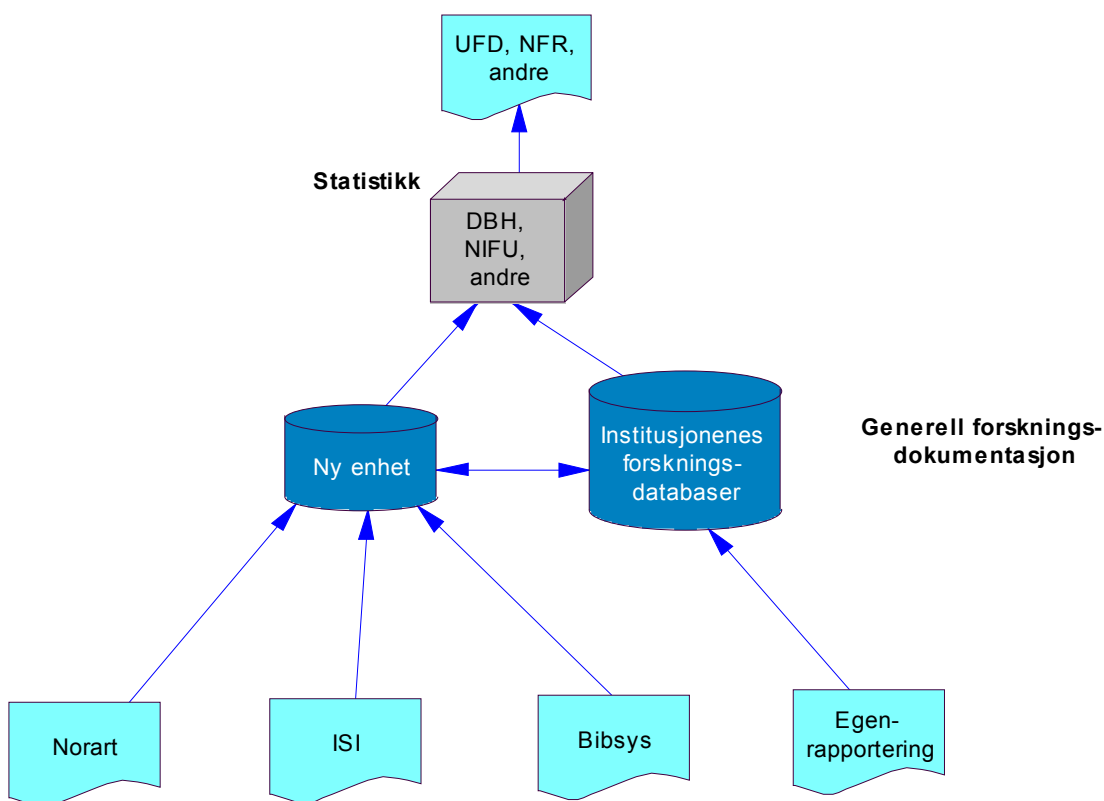 UFD, NFR,
andre
Statistikk
DBH,
NIFU,
andre
Ny enhet
Institusjonenes
forsknings-
databaser
Generell forsknings-
dokumentasjon
Norart
ISI
Bibsys
Egen-
rapportering